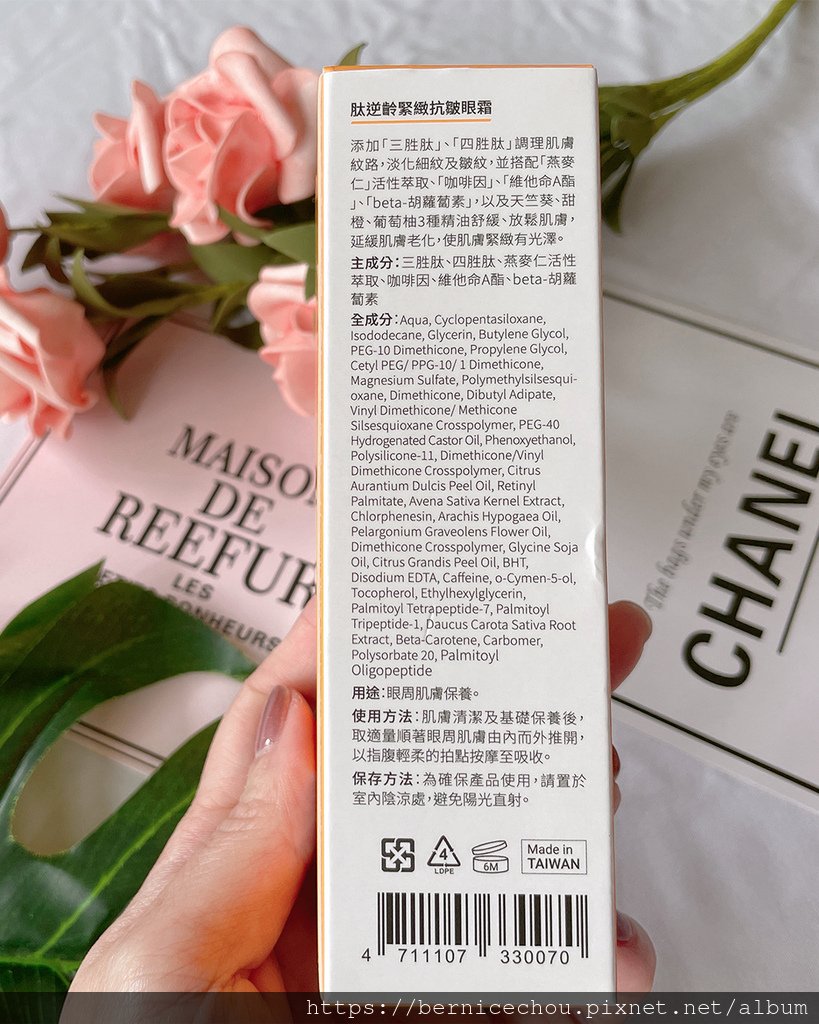 肽逆齡緊緻抗皺眼霜
添加「三胜肽」、「四胜肽」調理肌膚
紋路，淡化細紋及皺紋，並搭配「燕麥
仁」活性萃取、「咖啡因」、「維他命A酯
」、「beta-胡蘿蔔素」，以及天竺葵、甜
橙、葡萄柚3種精油舒緩、放鬆肌膚，
延緩肌膚老化，使肌膚緊緻有光澤。
主成分：三胜肽、四胜肽、燕麥仁活性
萃取、咖啡因、維他命A酯、beta-胡蘿
蔔素
全成分：Aqua, Cyclopentasiloxane,
Isododecane, Glycerin, Butylene Glycol,
PEG-10 Dimethicone, Propylene Glycol,
Cetyl PEG/ PPG-10/ 1 Dimethicone,
Magnesium Sulfate, Polymethylsilsesqui-
oxane, Dimethicone, Dibutyl Adipate,
Vinyl Dimethicone/ Methicone
Silsesquioxane Crosspolymer, PEG-40
Hydrogenated Castor Oil, Phenoxyethanol,
Polysilicone-11, Dimethicone/Vinyl
Dimethicone Crosspolymer, Citrus
Aurantium Dulcis Peel Oil, Retinyl
Palmitate, Avena Sativa Kernel Extract,
Chlorphenesin, Arachis Hypogaea Oil,
Pelargonium Graveolens Flower Oil,
Dimethicone Crosspolymer, Glycine Soja
Oil, Citrus Grandis Peel Oil, BHT,
Disodium EDTA, Caffeine, o-Cymen-5-ol,
Tocopherol, Ethylhexylglycerin,
Palmitoyl Tetrapeptide-7, Palmitoyl
Tripeptide-1, Daucus Carota Sativa Root
Extract, Beta-Carotene, Carbomer,
Polysorbate 20, Palmitoyl
Oligopeptide
用途：眼周肌膚保養。
使用方法：肌膚清潔及基礎保養後，
取適量順著眼周肌膚由內而外推開，
以指腹輕柔的拍點按摩至吸收。
保存方法：為確保產品使用，請置於
室內陰涼處，避免陽光直射。
4
LDPE
6M
Made in
TAIWAN
4 711107 330070
MAISON
DE
REEFUR
LES
BONHEURS
The bags under my eyes are
CHANEL
https://bernicechou.pixnet.net/album